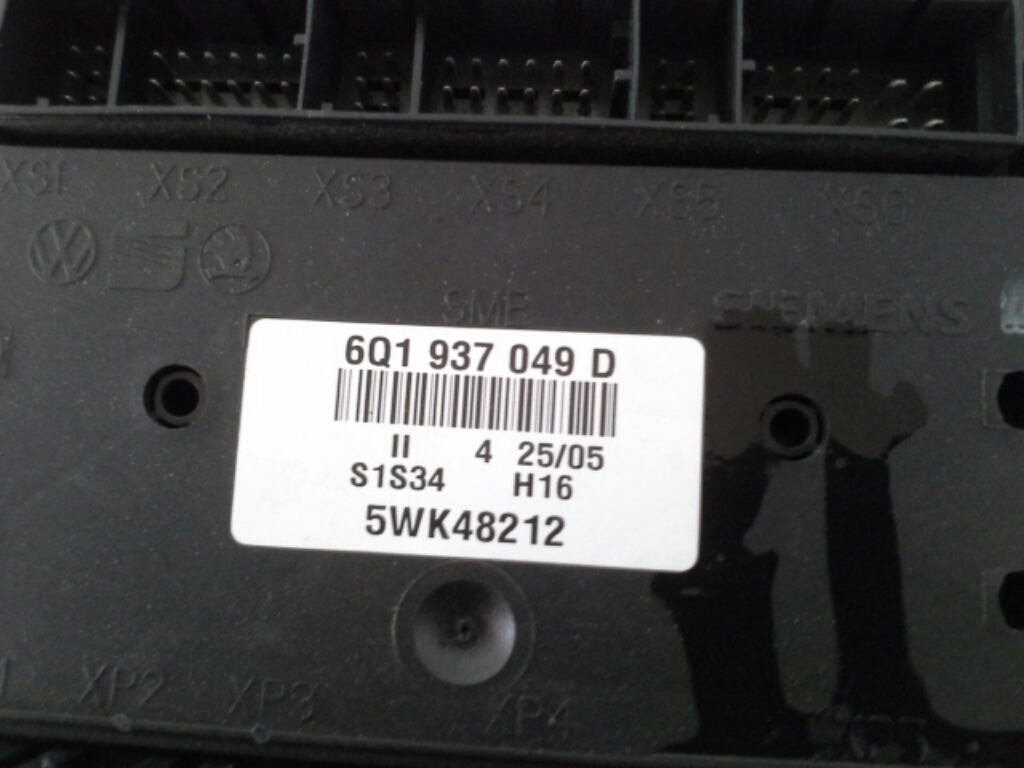 XS1 XS2 XS3 XS4 XS5 XS6
SME SIEMENS
6Q1 937 049 D
II 4 25/05
S1S34 H16
5WK48212
XP2 XP3 XP4